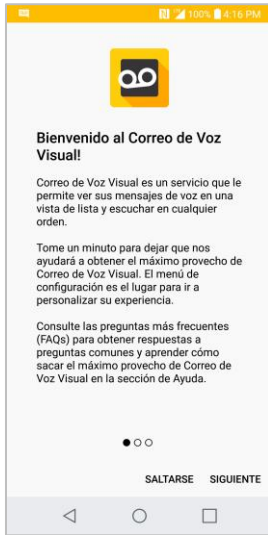 100% 4:16 PM
Bienvenido al Correo de Voz
Visual!
Correo de Voz Visual es un servicio que le
permite ver sus mensajes de voz en una
vista de lista y escuchar en cualquier
orden.
Tome un minuto para dejar que nos
ayudará a obtener el máximo provecho de
Correo de Voz Visual. El menú de
configuración es el lugar para ir a
personalizar su experiencia.
Consulte las preguntas más frecuentes
(FAQs) para obtener respuestas a
preguntas comunes y aprender cómo
sacar el máximo provecho de Correo de
Voz Visual en la sección de Ayuda.
SALTARSE SIGUIENTE